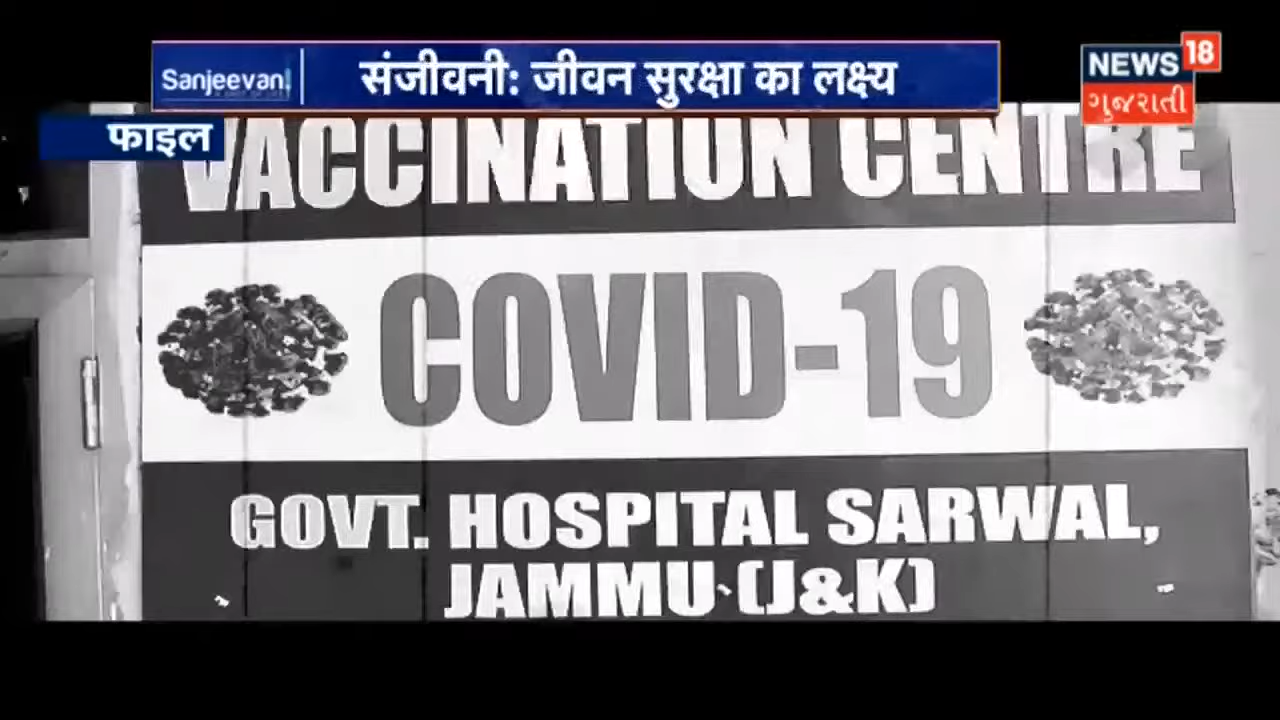 Sanjeevani
संजीवनी: जीवन सुरक्षा का लक्ष्य
NEWS 18
ગુજરાતી
फाइल
VACCINATION CENTRE
COVID-19
GOVT. HOSPITAL SARWAL,
JAMMU (J&K)